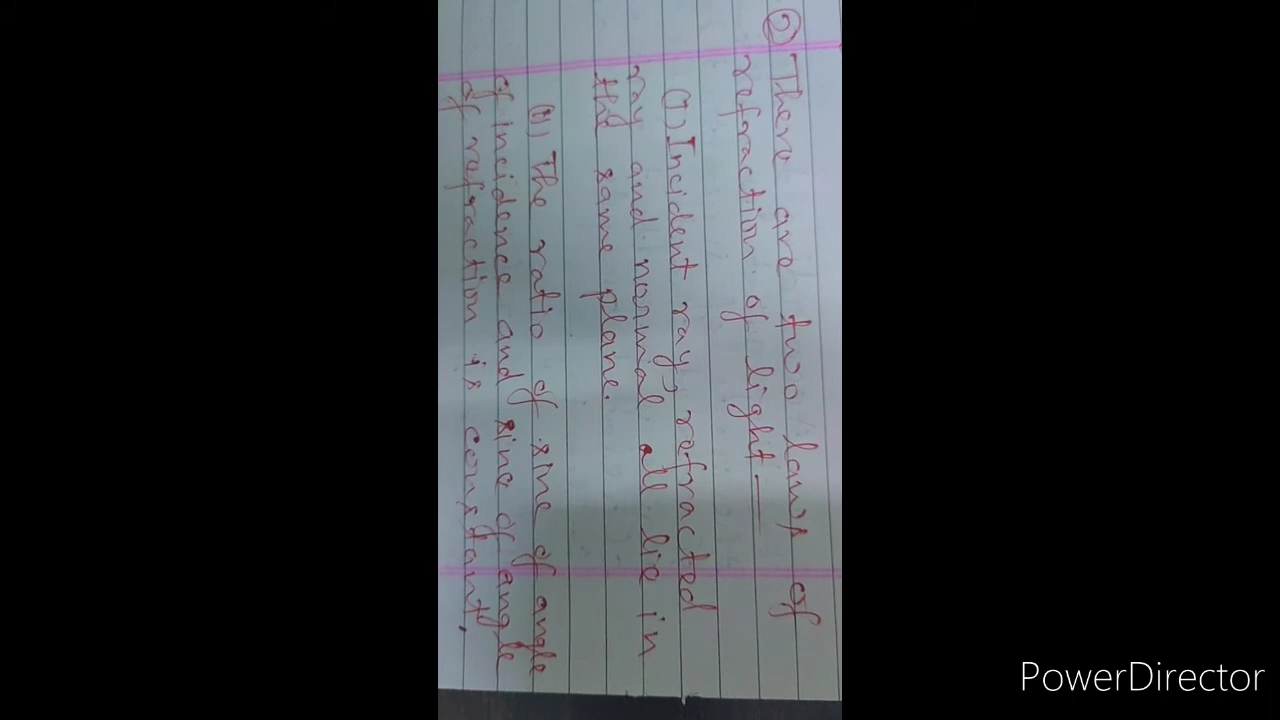 ② There are two laws of
refraction of light —
(I) Incident ray, refracted
ray and normal all lie in
the same plane.
(II) The ratio of sine of angle
of incidence and sine of angle
of refraction is constant.
PowerDirector